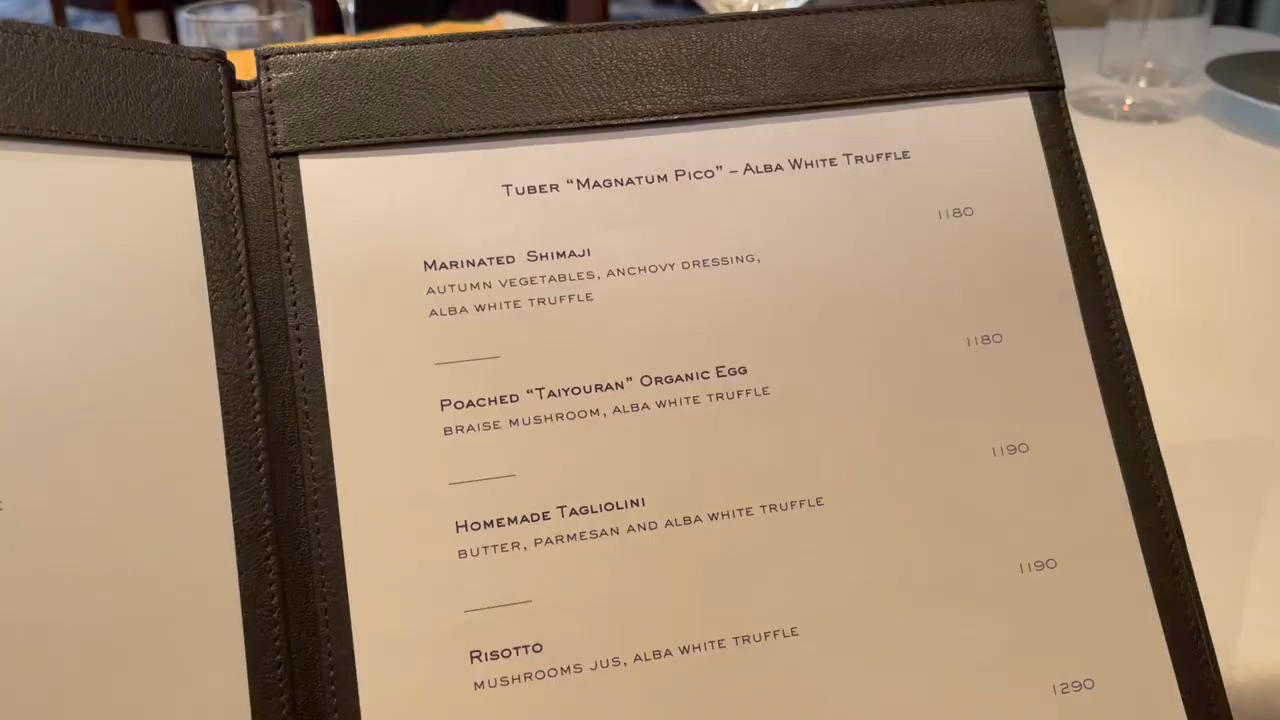 TUBER “MAGNATUM PICO” – ALBA WHITE TRUFFLE
1180
MARINATED SHIMAJI
AUTUMN VEGETABLES, ANCHOVY DRESSING,
ALBA WHITE TRUFFLE
1180
POACHED “TAIYOURAN” ORGANIC EGG
BRAISE MUSHROOM, ALBA WHITE TRUFFLE
1190
HOMEMADE TAGLIOLINI
BUTTER, PARMESAN AND ALBA WHITE TRUFFLE
1190
RISOTTO
MUSHROOMS JUS, ALBA WHITE TRUFFLE
1290